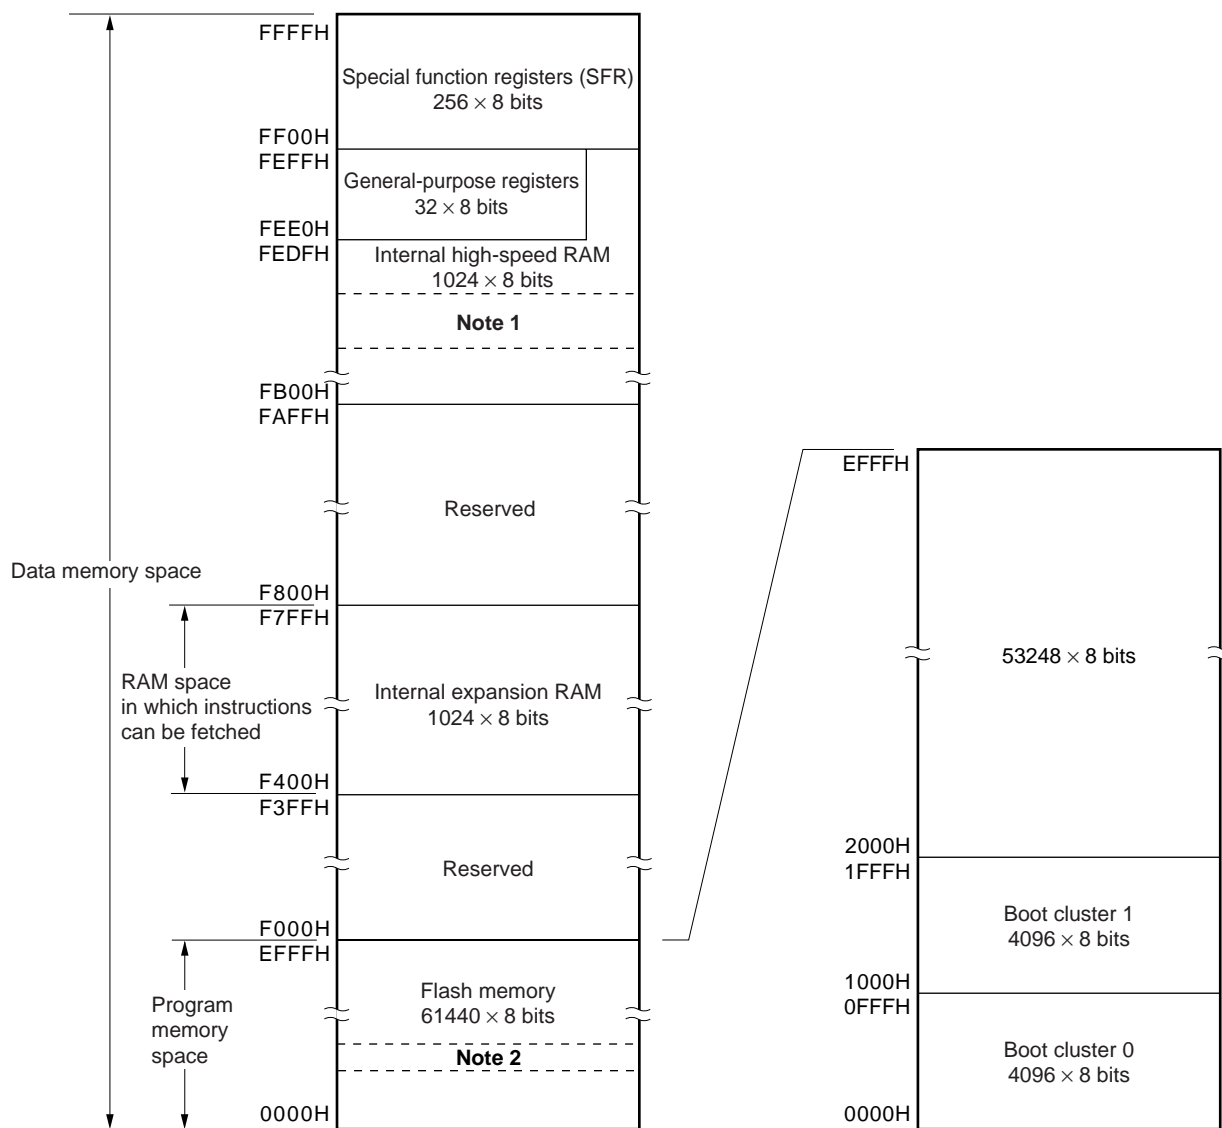 FFFFH
Special function registers (SFR)
256 × 8 bits
FF00H
FEFFH
General-purpose registers
32 × 8 bits
FEE0H
FEDFH
Internal high-speed RAM
1024 × 8 bits
Note 1
FB00H
FAFFH
Reserved
Data memory space
F800H
F7FFH
RAM space
in which instructions
can be fetched
Internal expansion RAM
1024 × 8 bits
F400H
F3FFH
Reserved
F000H
EFFFH
Program
memory
space
Flash memory
61440 × 8 bits
Note 2
0000H
EFFFH
53248 × 8 bits
2000H
1FFFH
Boot cluster 1
4096 × 8 bits
1000H
0FFFH
Boot cluster 0
4096 × 8 bits
0000H